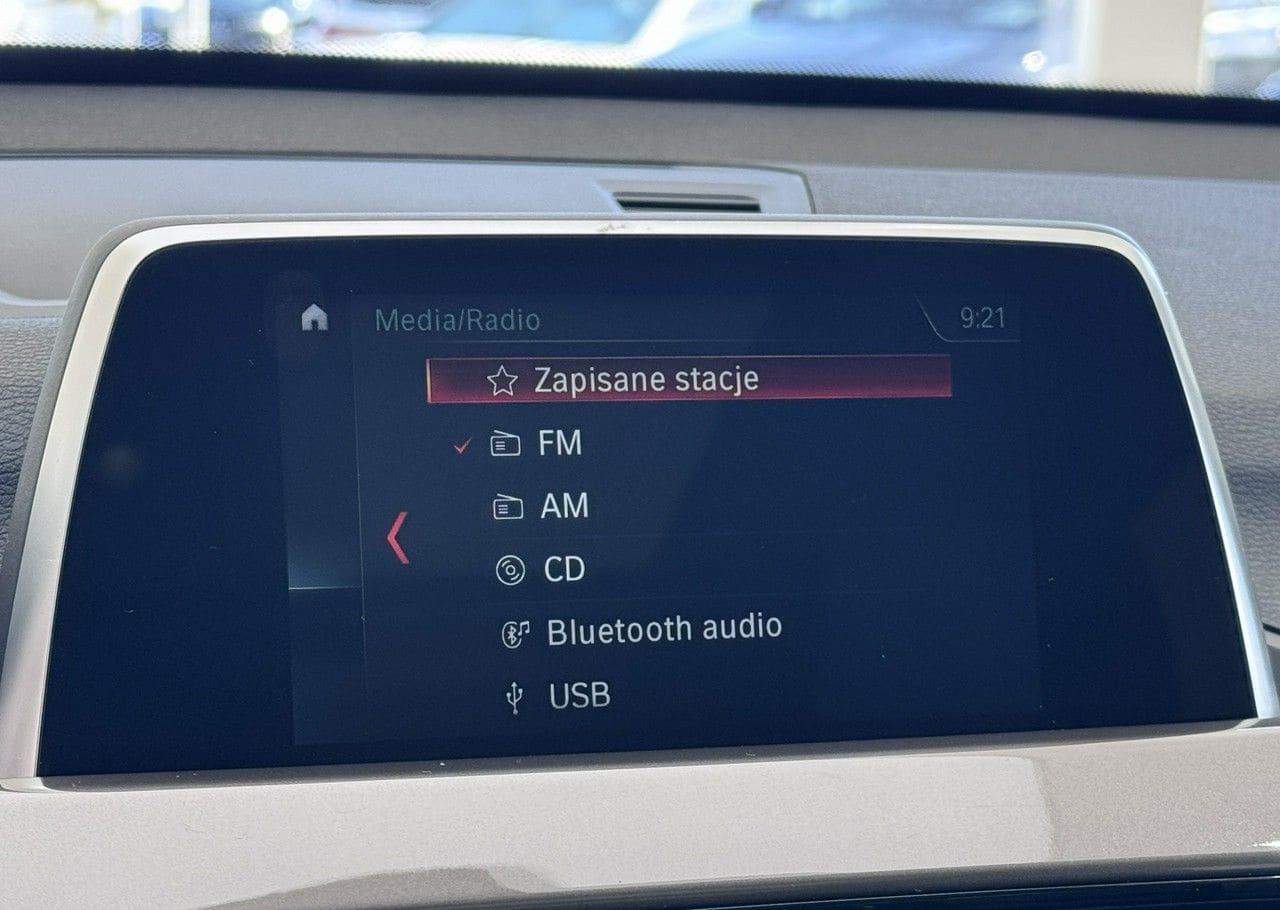 Media/Radio 9:21
Zapisane stacje
FM
AM
CD
Bluetooth audio
USB